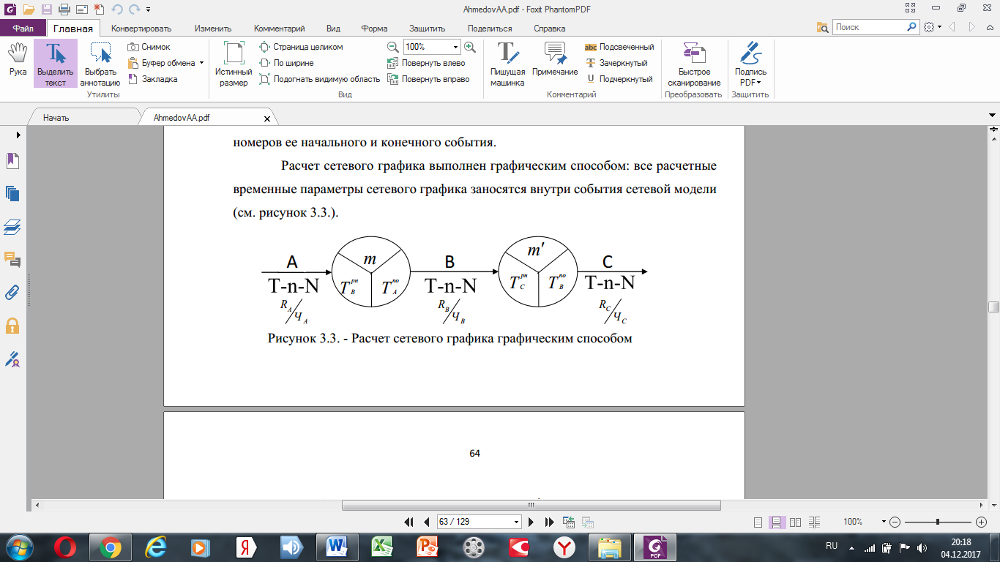 AhmedovAA.pdf - Foxit PhantomPDF
Файл Главная Конвертировать Изменить Комментарий Вид Форма Защитить Поделиться Справка
Поиск
Рука
Выделить текст
Выбрать аннотацию
Снимок
Буфер обмена
Закладка
Утилиты
Истинный размер
Страница целиком
По ширине
Подогнать видимую область
100%
Повернуть влево
Повернуть вправо
Вид
Пишущая машинка
Примечание
abc Подсвеченный
T Зачеркнутый
U Подчеркнутый
Комментарий
Быстрое сканирование
Преобразовать
Подпись PDF
Защитить
Начать
AhmedovAA.pdf
номеров ее начального и конечного события.
Расчет сетевого графика выполнен графическим способом: все расчетные
временные параметры сетевого графика заносятся внутри события сетевой модели
(см. рисунок 3.3.).
A m B m' C
T-n-N T_B^рн T_A^по T-n-N T_C^рн T_B^по T-n-N
R_A/Ч_A R_B/Ч_B R_C/Ч_C
Рисунок 3.3. - Расчет сетевого графика графическим способом
64
63 / 129
100%
RU
20:18
04.12.2017